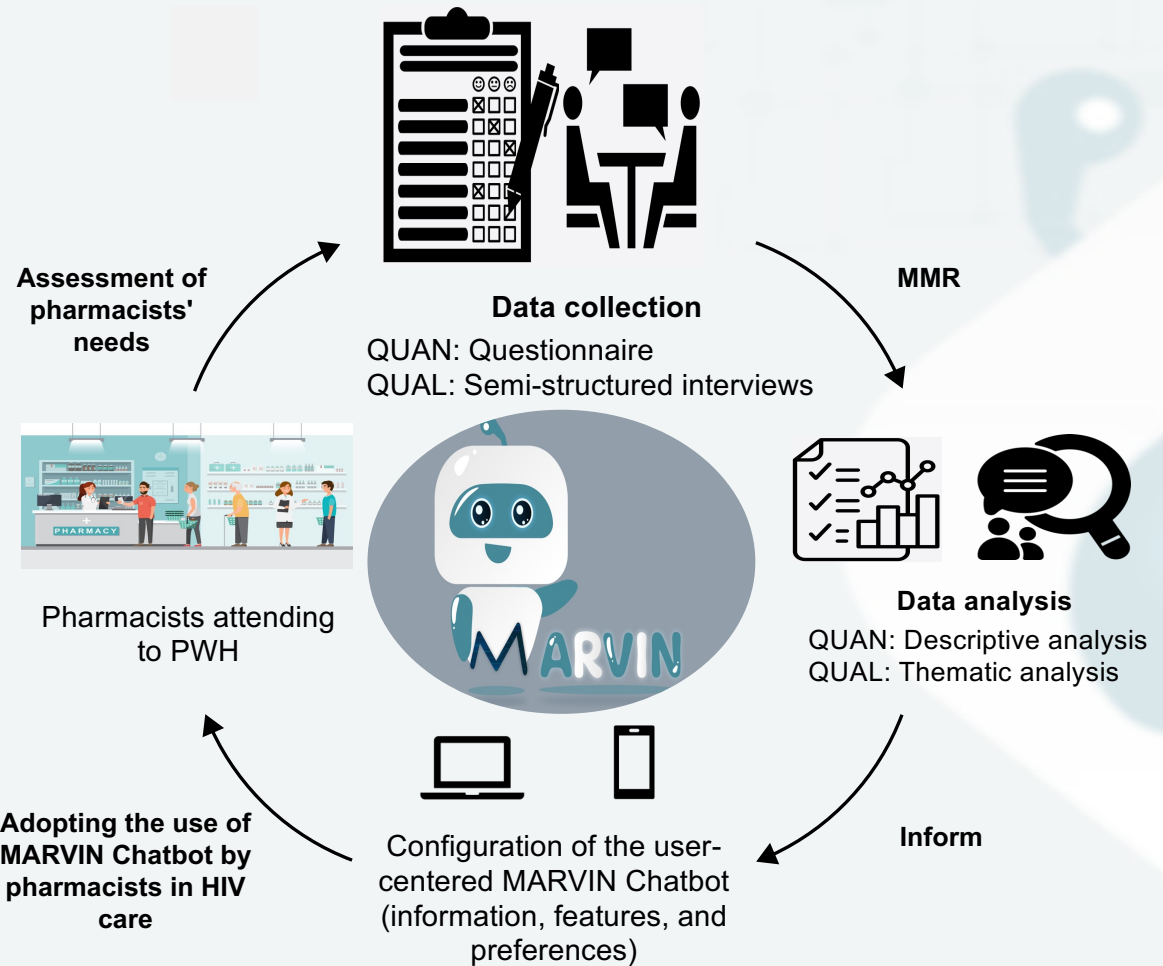 Assessment of
pharmacists'
needs
Data collection
QUAN: Questionnaire
QUAL: Semi-structured interviews
MMR
PHARMACY
Pharmacists attending
to PWH
MARVIN
Data analysis
QUAN: Descriptive analysis
QUAL: Thematic analysis
Adopting the use of
MARVIN Chatbot by
pharmacists in HIV
care
Configuration of the user-
centered MARVIN Chatbot
(information, features, and
preferences)
Inform